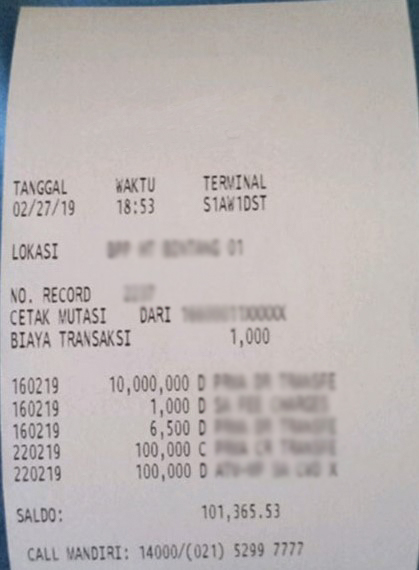 TANGGAL WAKTU TERMINAL
02/27/19 18:53 S1AW1DST
LOKASI
NO. RECORD
CETAK MUTASI DARI
BIAYA TRANSAKSI 1,000
160219 10,000,000 D
160219 1,000 D
160219 6,500 D
220219 100,000 C
220219 100,000 D
SALDO: 101,365.53
CALL MANDIRI: 14000/(021) 5299 7777